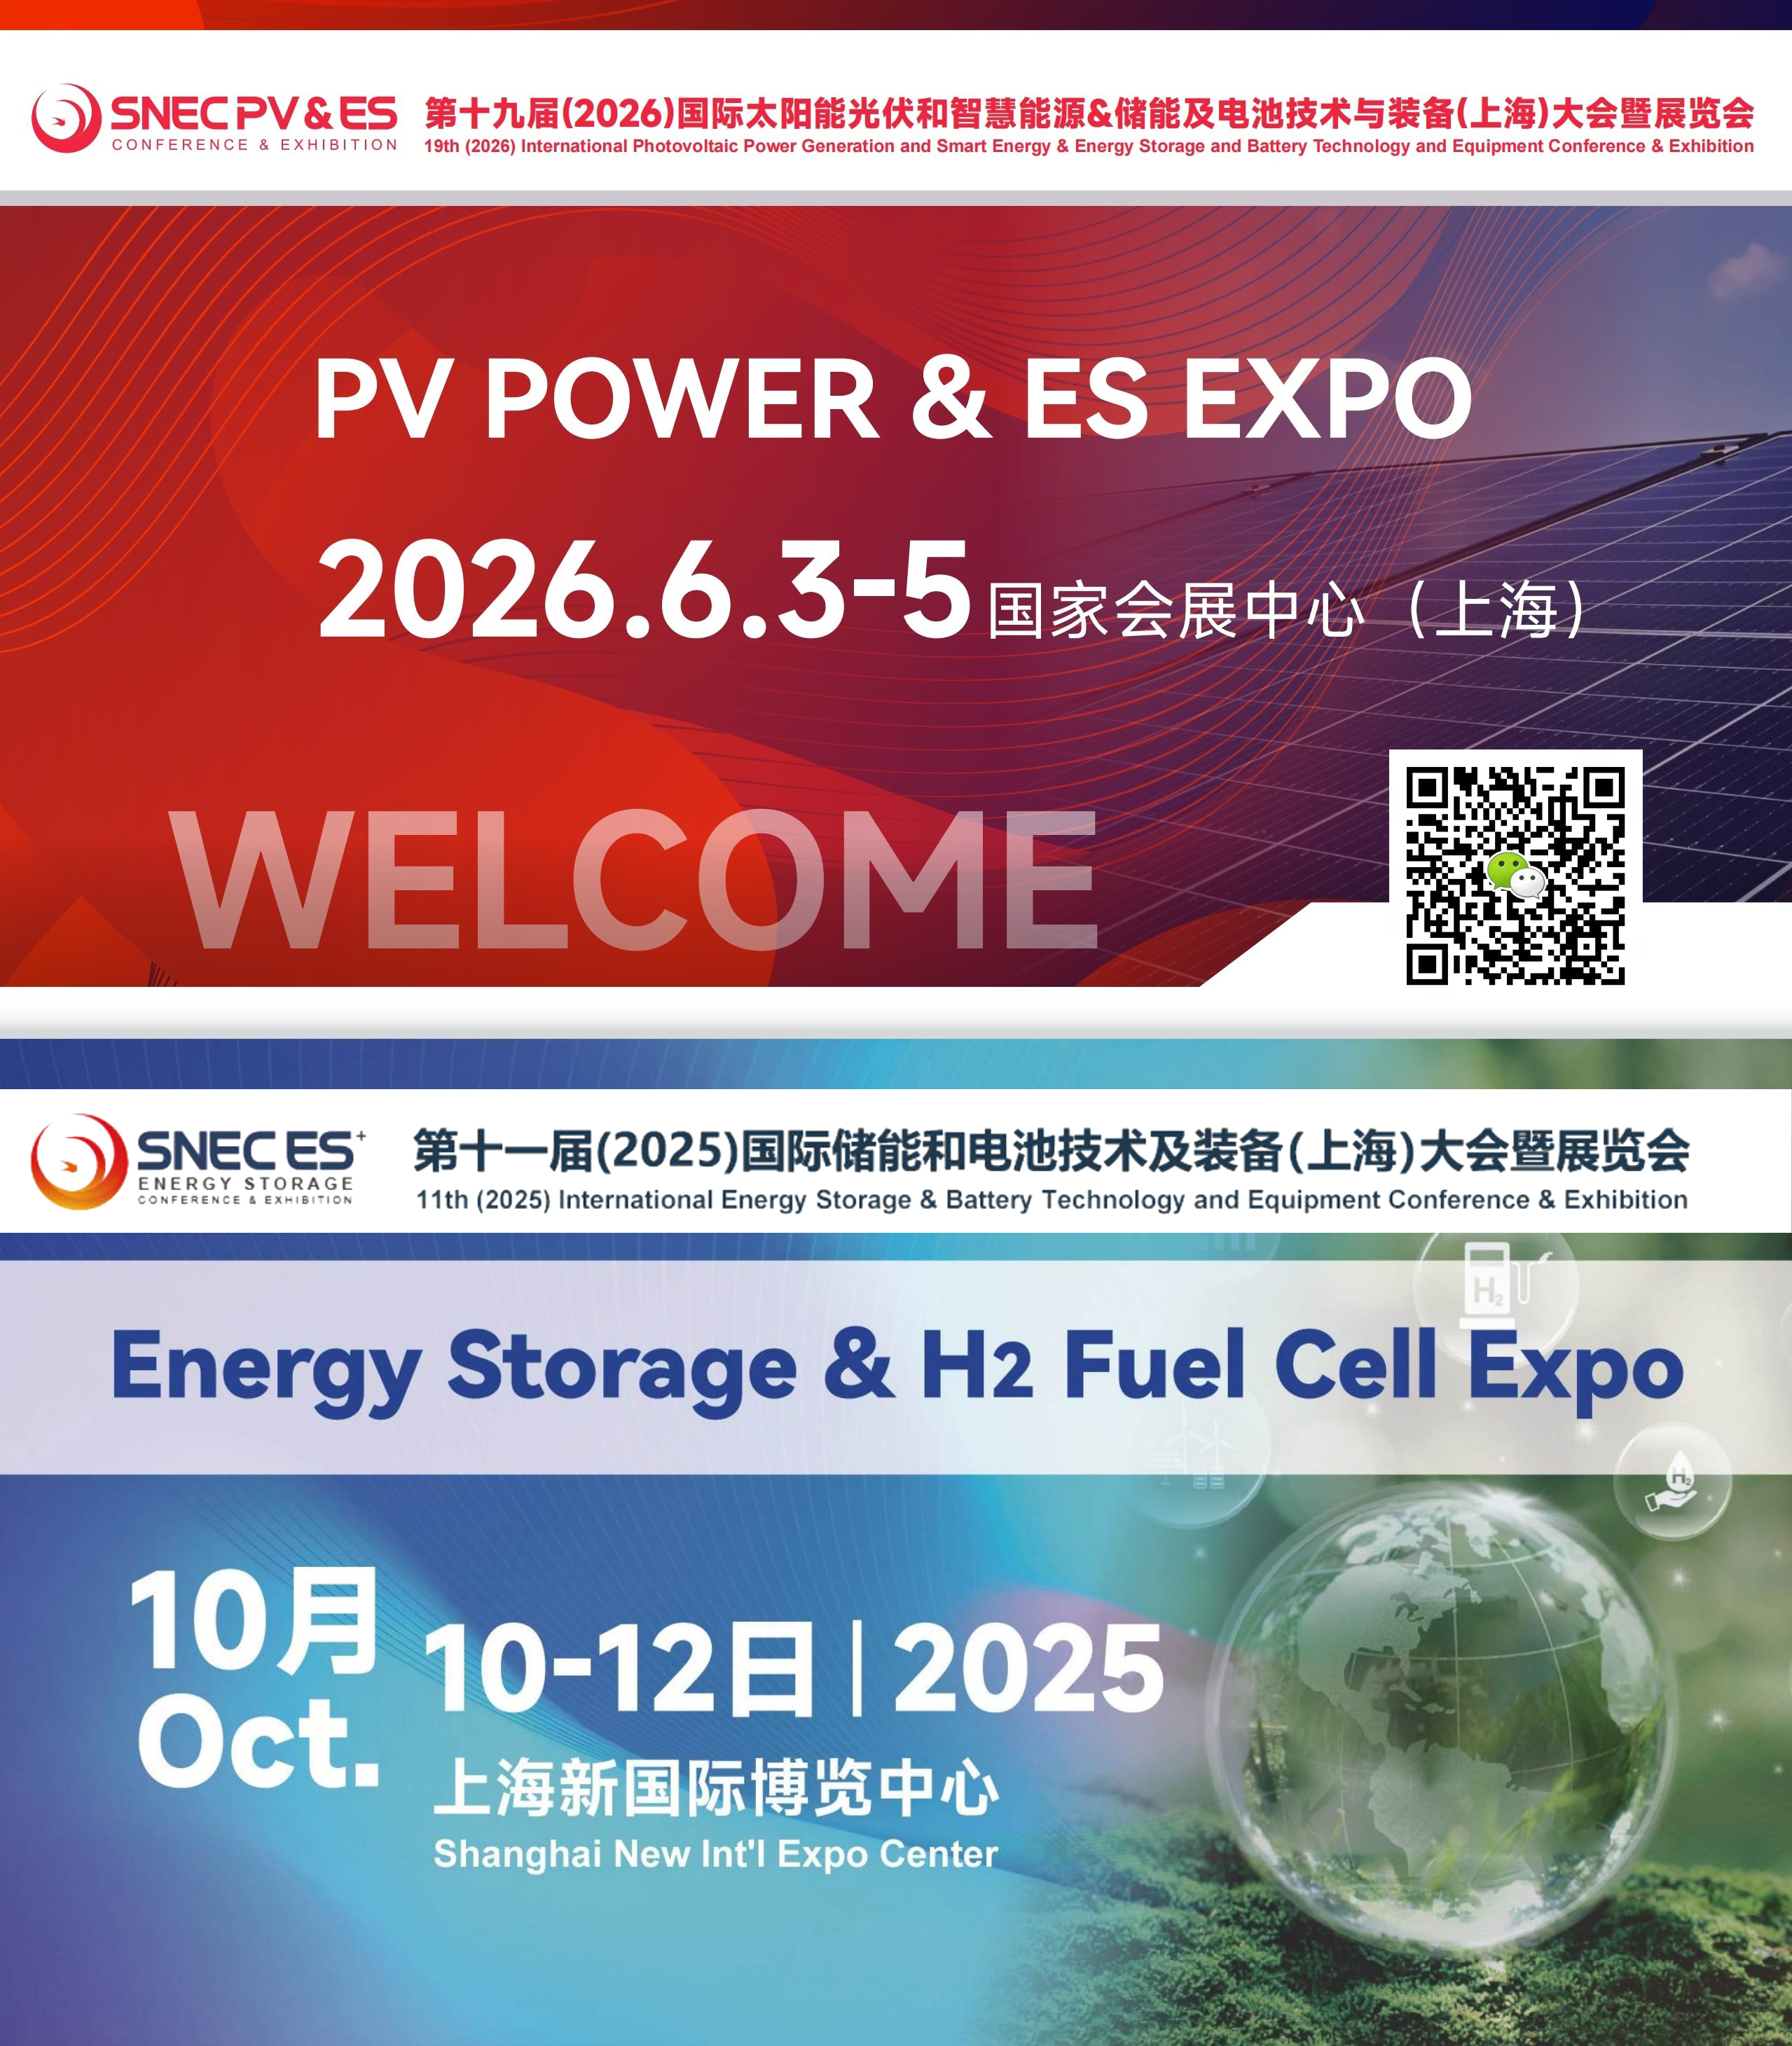 SNEC PV & ES
CONFERENCE & EXHIBITION
第十九届(2026)国际太阳能光伏和智慧能源&储能及电池技术与装备(上海)大会暨展览会
19th (2026) International Photovoltaic Power Generation and Smart Energy & Energy Storage and Battery Technology and Equipment Conference & Exhibition
PV POWER & ES EXPO
2026.6.3-5 国家会展中心（上海）
WELCOME
SNEC ES+
ENERGY STORAGE
CONFERENCE & EXHIBITION
第十一届(2025)国际储能和电池技术及装备(上海)大会暨展览会
11th (2025) International Energy Storage & Battery Technology and Equipment Conference & Exhibition
H2
Energy Storage & H2 Fuel Cell Expo
H2
10月
Oct.
10-12日 | 2025
上海新国际博览中心
Shanghai New Int'l Expo Center